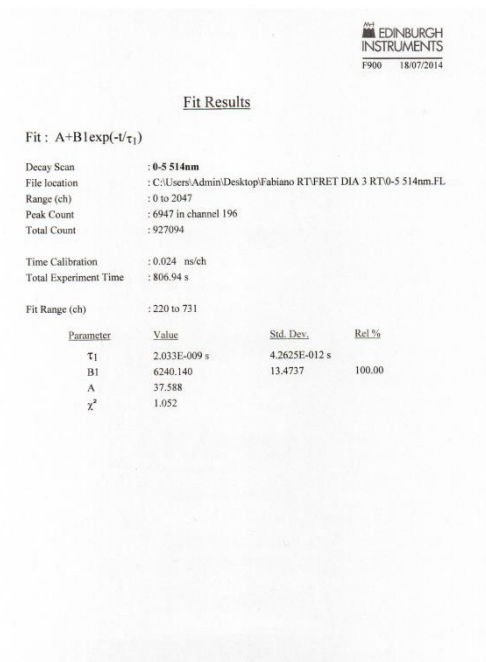 EDINBURGH
INSTRUMENTS
F900 18/07/2014
Fit Results
Fit : A+B1exp(-t/τ1)
Decay Scan : 0-5 514nm
File location : C:\Users\Admin\Desktop\Fabiano RT\FRET DIA 3 RT\0-5 514nm.FL
Range (ch) : 0 to 2047
Peak Count : 6947 in channel 196
Total Count : 927094
Time Calibration : 0.024 ns/ch
Total Experiment Time : 806.94 s
Fit Range (ch) : 220 to 731
Parameter Value Std. Dev. Rel %
τ1 2.033E-009 s 4.2625E-012 s
B1 6240.140 13.4737 100.00
A 37.588
χ² 1.052